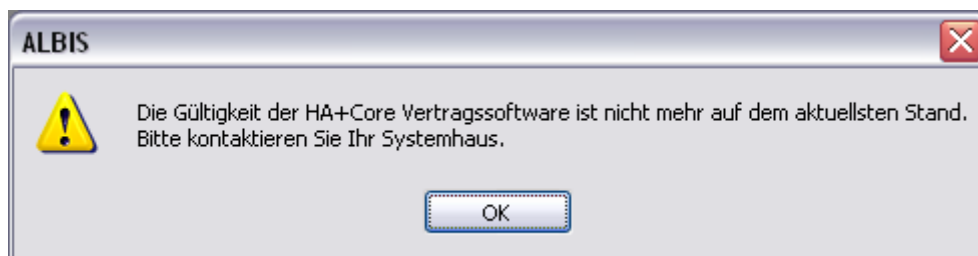 ALBIS
Die Gültigkeit der HA+Core Vertragssoftware ist nicht mehr auf dem aktuellsten Stand.
Bitte kontaktieren Sie Ihr Systemhaus.
OK